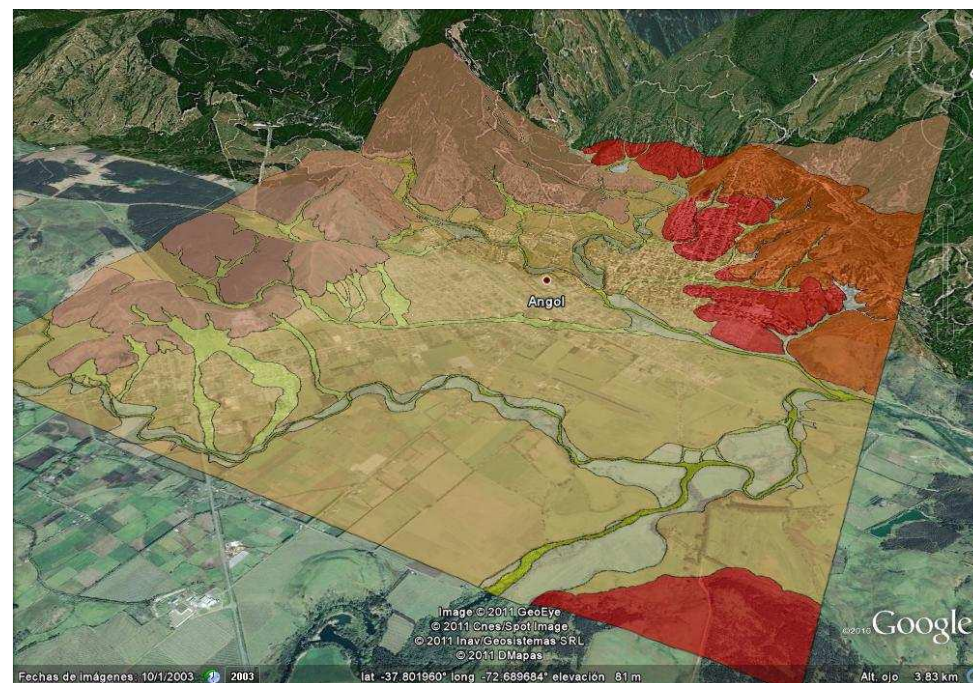 Angol
Image © 2011 GeoEye
© 2011 Cnes/Spot Image
© 2011 Inav/Geosistemas SRL
© 2011 DMapas
©2010 Google
Fechas de imágenes 10/1/2003 2003 lat -37.801960° long -72.689684° elevación 81 m Alt. ojo 3.83 km